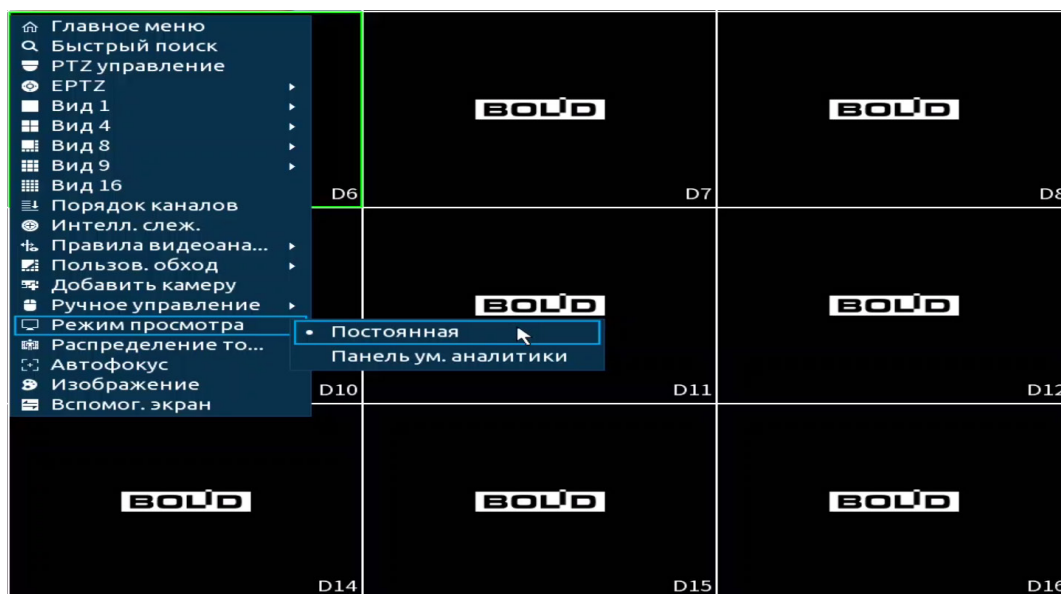 Главное меню
Быстрый поиск
PTZ управление
EPTZ
Вид 1
Вид 4
Вид 8
Вид 9
Вид 16
Порядок каналов
Интелл. слеж.
Правила видеоана...
Пользов. обход
Добавить камеру
Ручное управление
Режим просмотра
Распределение то...
Автофокус
Изображение
Вспомог. экран
Постоянная
Панель ум. аналитики
D6
BOLID
D7
BOLID
D8
D10
BOLID
D11
BOLID
D12
BOLID
D14
BOLID
D15
BOLID
D16